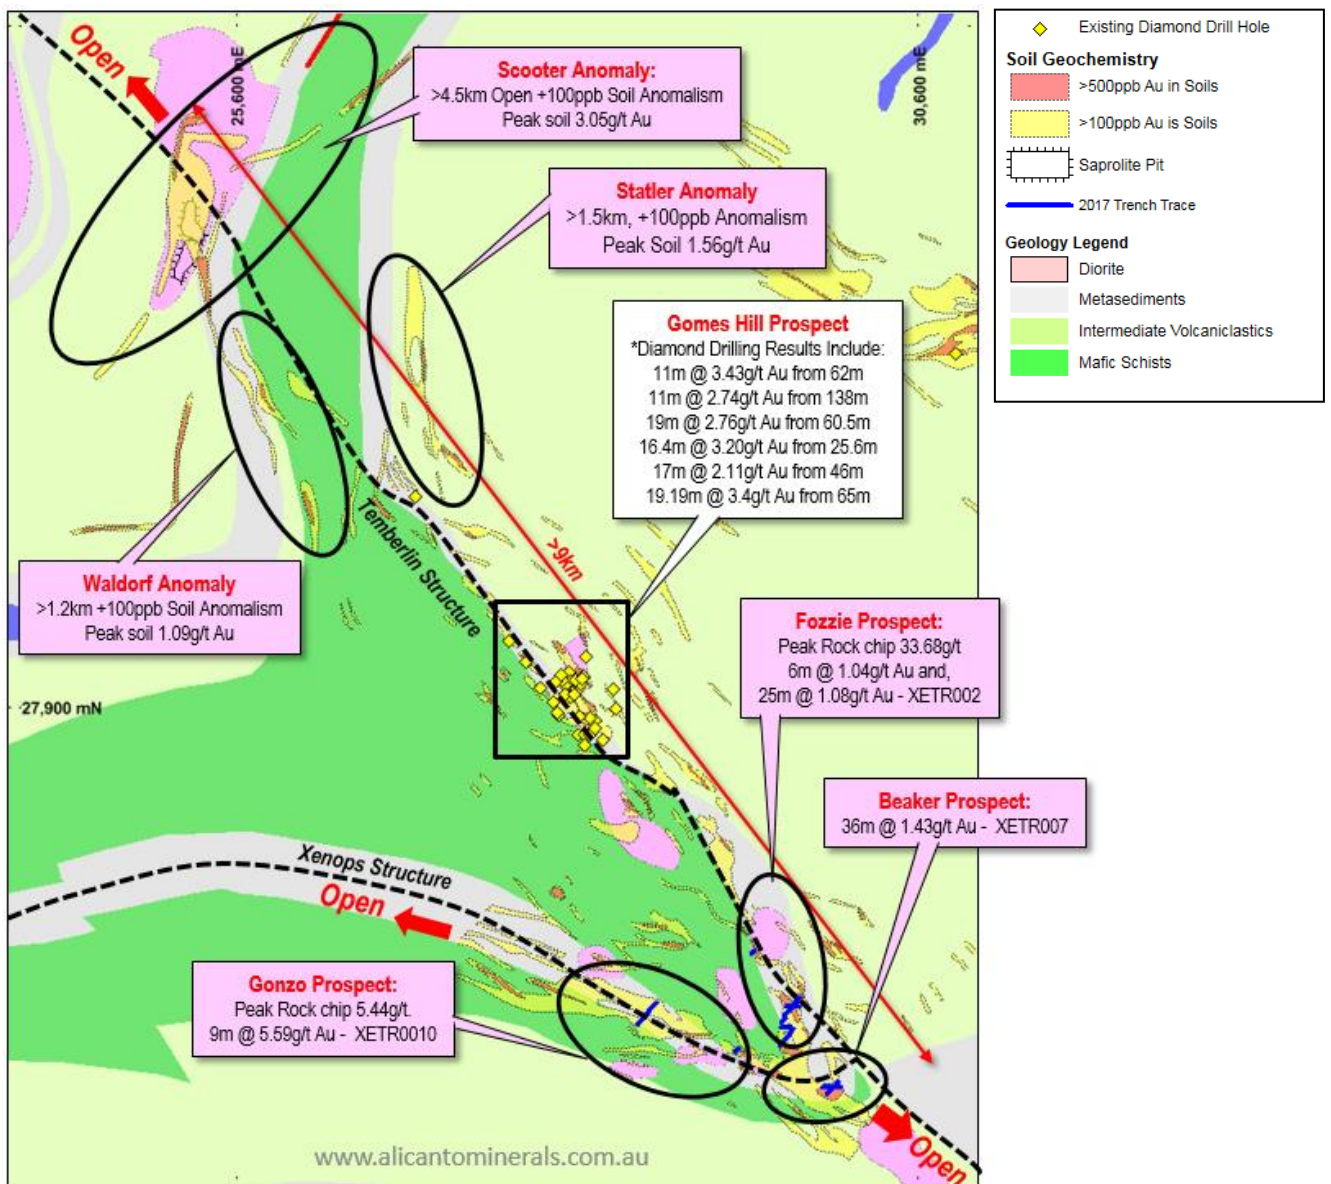 Open
25,600 mE
30,600 mE
Scooter Anomaly:
>4.5km Open +100ppb Soil Anomalism
Peak soil 3.05g/t Au
Statler Anomaly
>1.5km, +100ppb Anomalism
Peak Soil 1.56g/t Au
Gomes Hill Prospect
*Diamond Drilling Results Include:
11m @ 3.43g/t Au from 62m
11m @ 2.74g/t Au from 138m
19m @ 2.76g/t Au from 60.5m
16.4m @ 3.20g/t Au from 25.6m
17m @ 2.11g/t Au from 46m
19.19m @ 3.4g/t Au from 65m
Temberlin Structure
>9km
Waldorf Anomaly
>1.2km +100ppb Soil Anomalism
Peak soil 1.09g/t Au
Fozzie Prospect:
Peak Rock chip 33.68g/t
6m @ 1.04g/t Au and,
25m @ 1.08g/t Au - XETR002
27,900 mN
Beaker Prospect:
36m @ 1.43g/t Au - XETR007
Xenops Structure
Open
Gonzo Prospect:
Peak Rock chip 5.44g/t.
9m @ 5.59g/t Au - XETR0010
Open
www.alicantominerals.com.au
Existing Diamond Drill Hole
Soil Geochemistry
>500ppb Au in Soils
>100ppb Au is Soils
Saprolite Pit
2017 Trench Trace
Geology Legend
Diorite
Metasediments
Intermediate Volcaniclastics
Mafic Schists